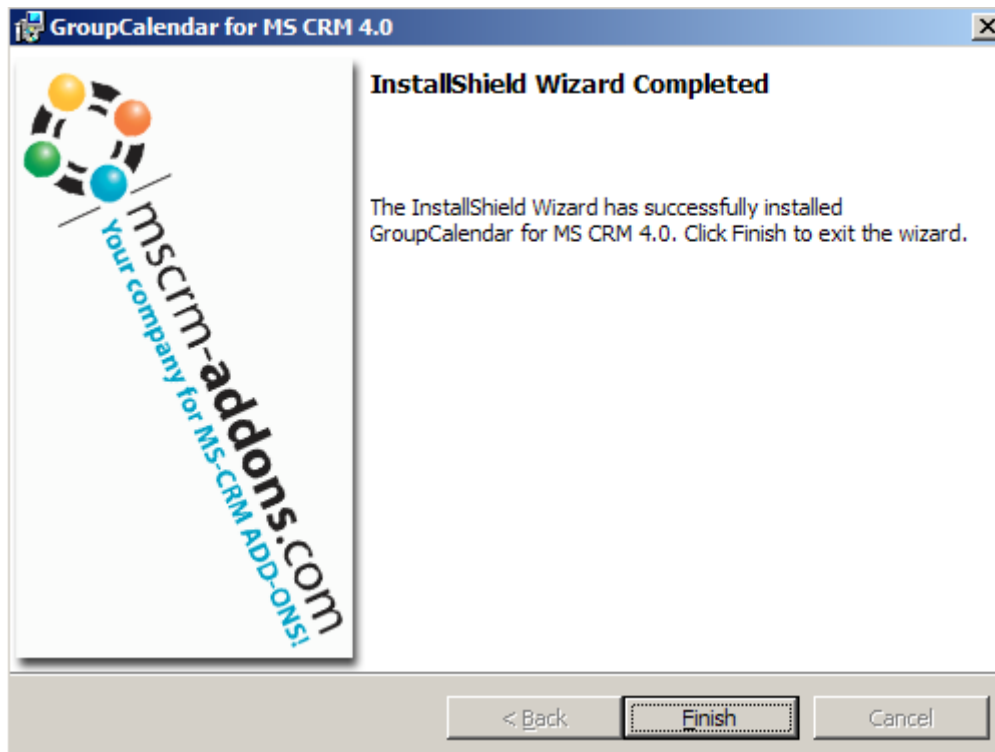 GroupCalendar for MS CRM 4.0
InstallShield Wizard Completed
The InstallShield Wizard has successfully installed
GroupCalendar for MS CRM 4.0. Click Finish to exit the wizard.
mscrm-addons.com
Your company for MS-CRM ADD-ONS!
< Back
Finish
Cancel